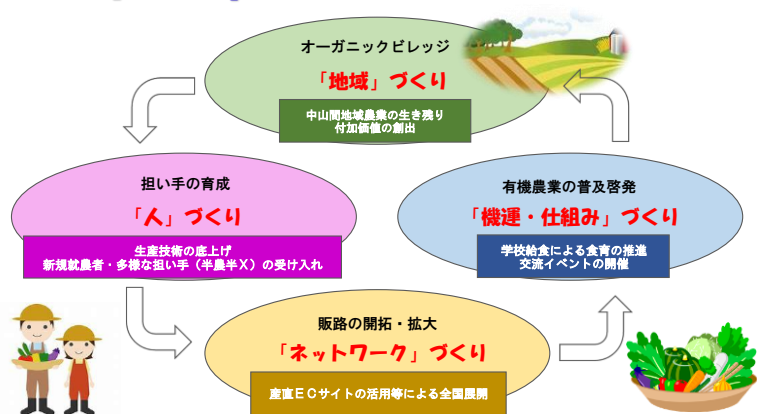 オーガニックビレッジ
「地域」づくり
中山間地域農業の生き残り
付加価値の創出
担い手の育成
「人」づくり
生産技術の底上げ
新規就農者・多様な担い手（半農半Ｘ）の受け入れ
有機農業の普及啓発
「機運・仕組み」づくり
学校給食による食育の推進
交流イベントの開催
販路の開拓・拡大
「ネットワーク」づくり
産直ＥＣサイトの活用等による全国展開